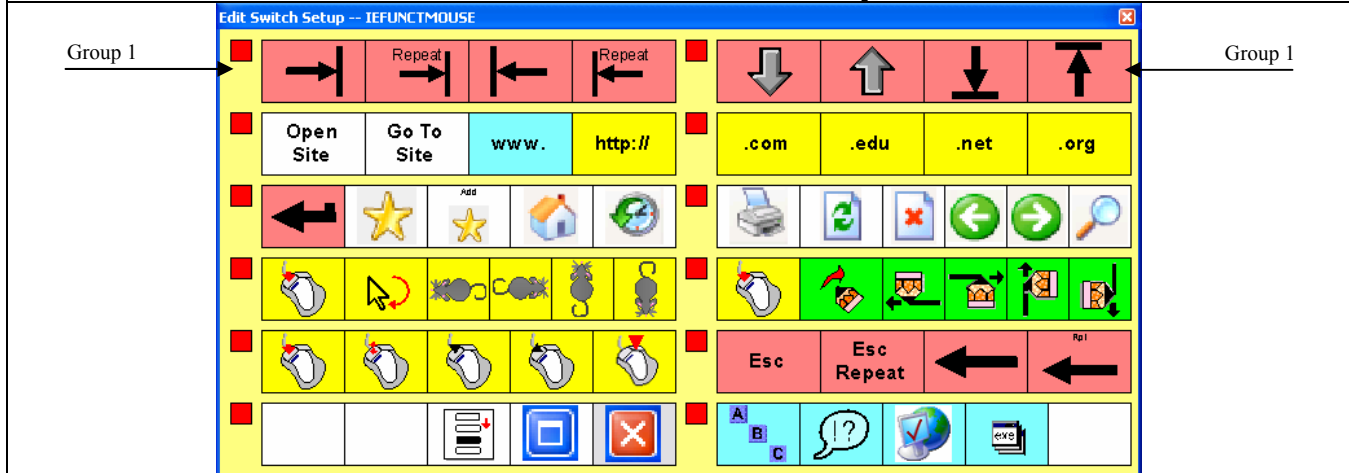 Edit Switch Setup -- IEFUNCTMOUSE
Group 1
Repeat
Repeat
Group 1
Open
Site
Go To
Site
www.
http://
.com
.edu
.net
.org
Add
Esc
Esc
Repeat
Rpt
A
B
C
!?
exe